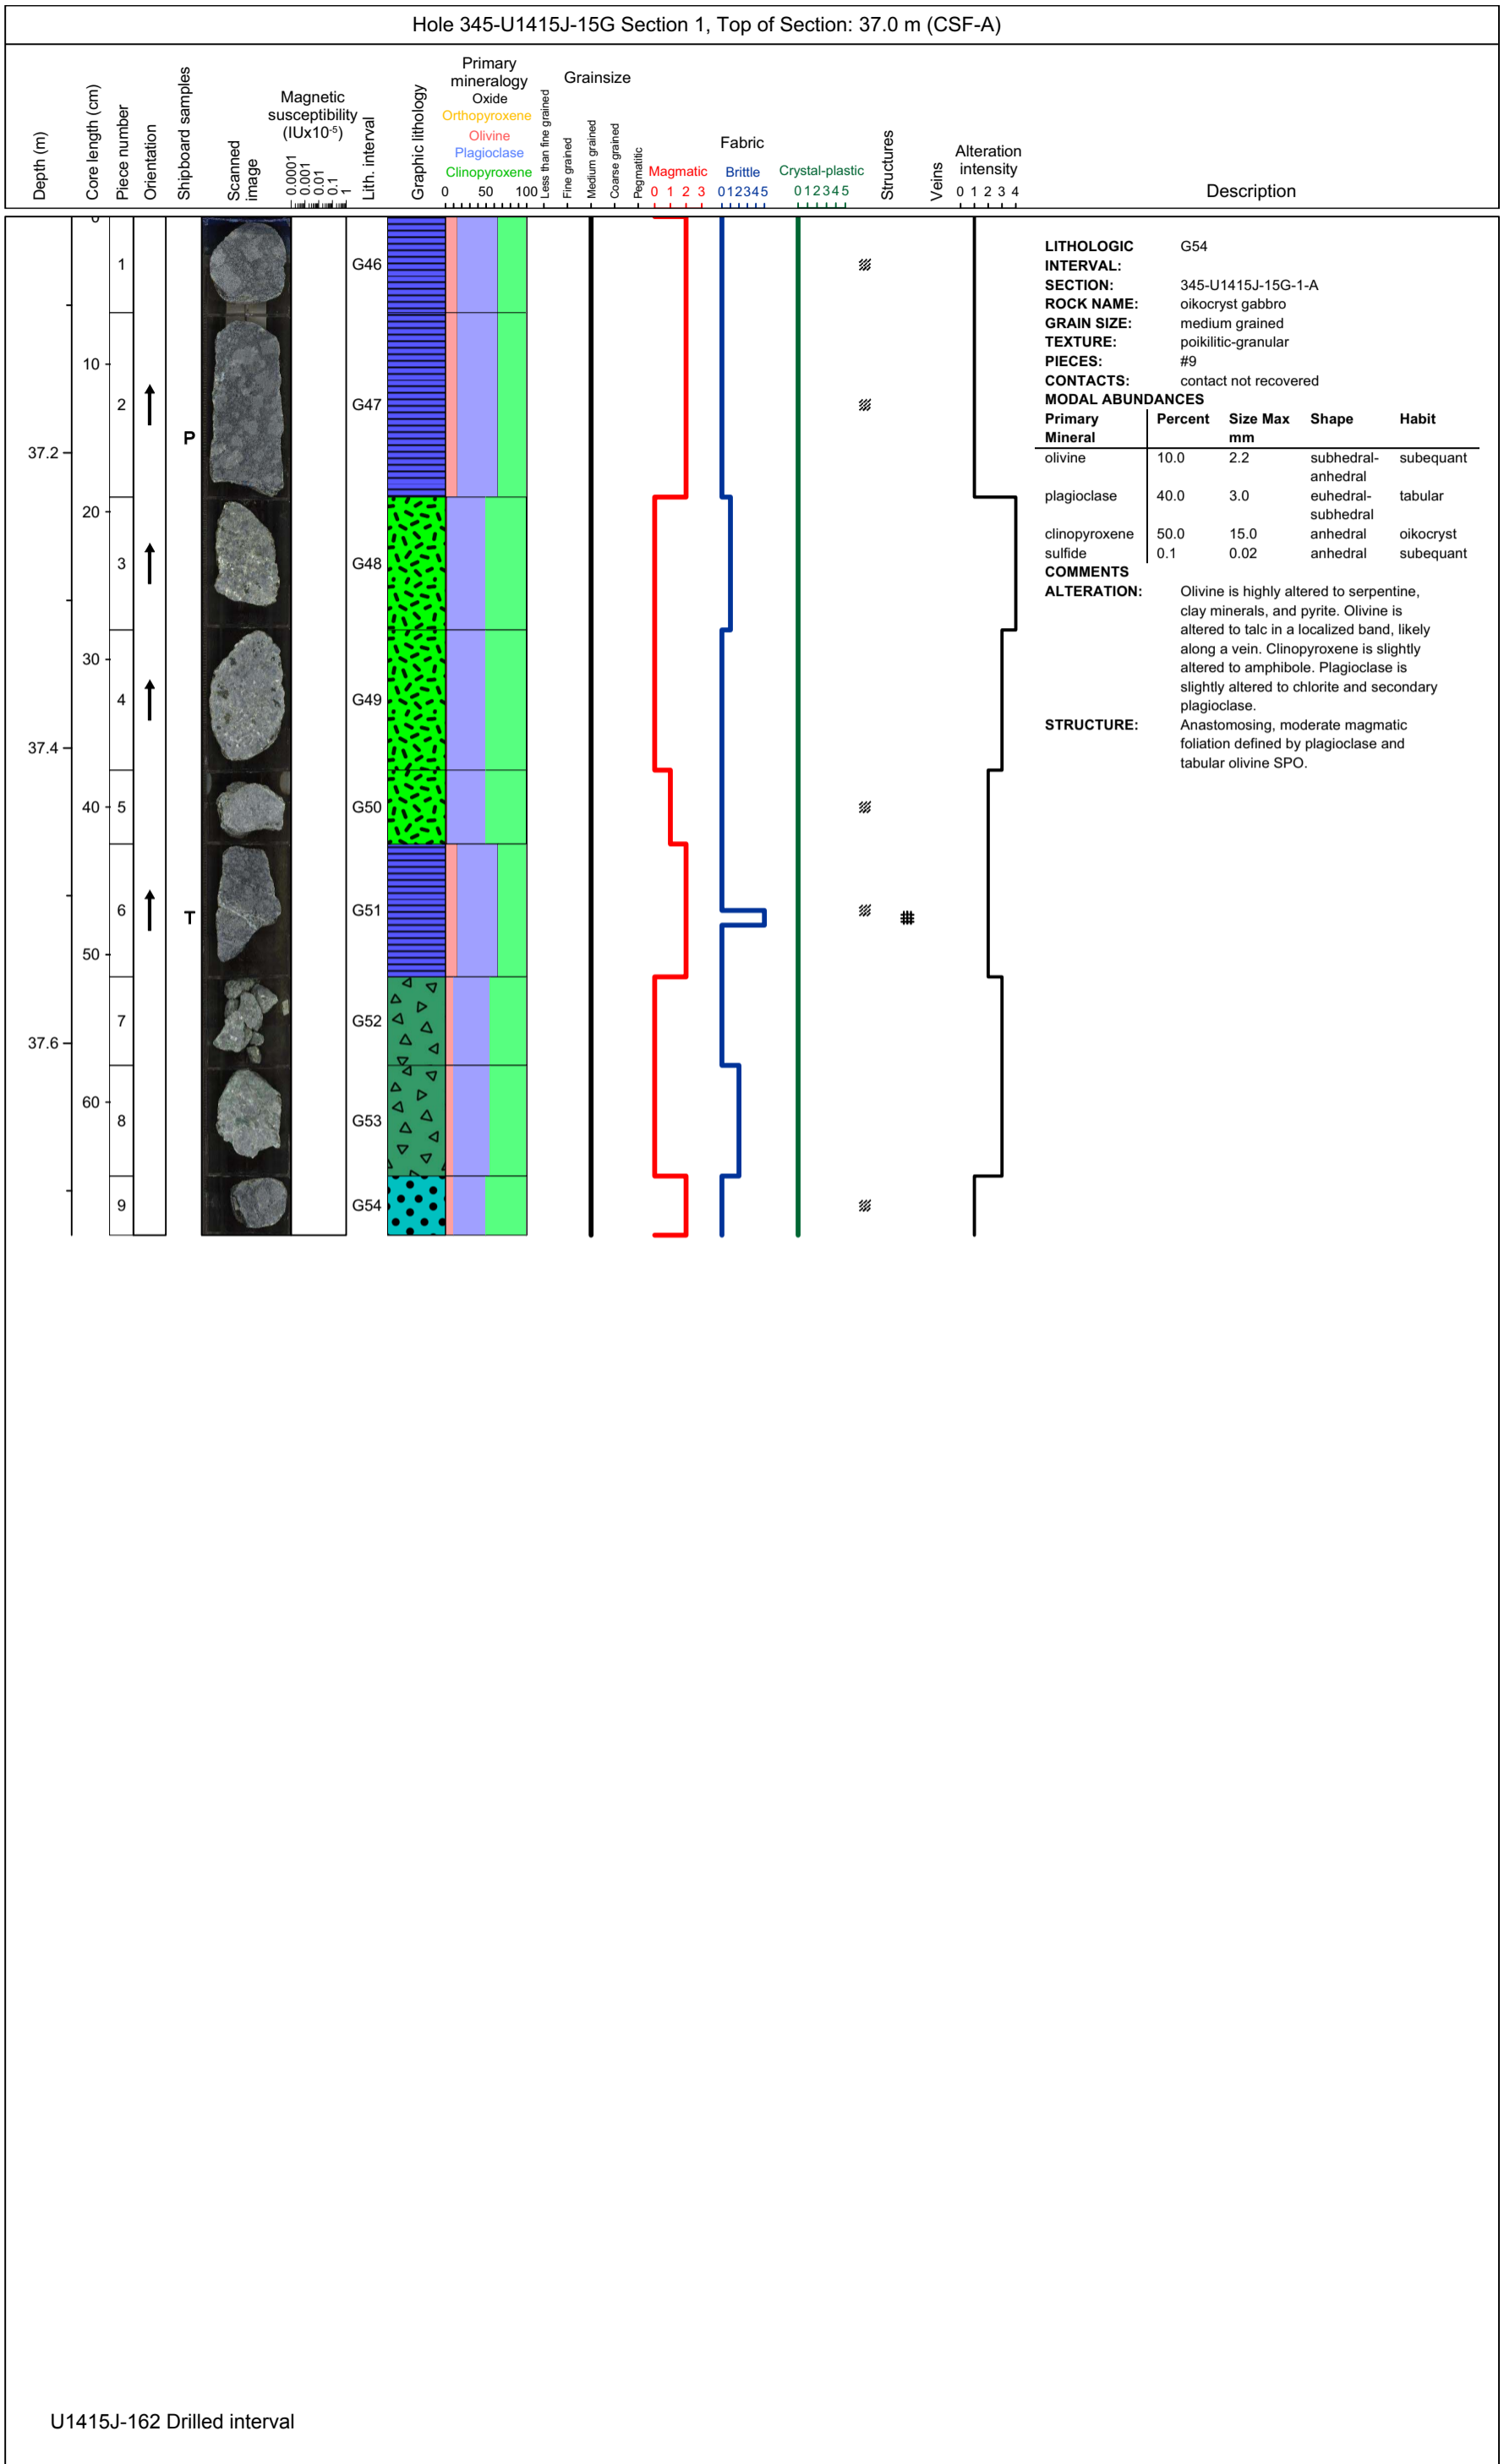 Hole 345-U1415J-15G Section 1, Top of Section: 37.0 m (CSF-A)
Depth (m)
Core length (cm)
Piece number
Orientation
Shipboard samples
Scanned
image
Magnetic
susceptibility
(IUx10-5)
0.0001
0.001
0.01
0.1
1
Lith. interval
Graphic lithology
Primary
mineralogy
Oxide
Orthopyroxene
Olivine
Plagioclase
Clinopyroxene
0 50 100
Grainsize
Less than fine grained
Fine grained
Medium grained
Coarse grained
Pegmatitic
Fabric
Magmatic
0 1 2 3
Brittle
0 1 2 3 4 5
Crystal-plastic
0 1 2 3 4 5
Structures
Veins
Alteration
intensity
0 1 2 3 4
Description
0
1 G46
10
2 G47
P
37.2
20
3 G48
30
4 G49
37.4
40 5 G50
6 T G51
50
7 G52
37.6
60
8 G53
9 G54
LITHOLOGIC G54
INTERVAL:
SECTION: 345-U1415J-15G-1-A
ROCK NAME: oikocryst gabbro
GRAIN SIZE: medium grained
TEXTURE: poikilitic-granular
PIECES: #9
CONTACTS: contact not recovered
MODAL ABUNDANCES
Primary Percent Size Max Shape Habit
Mineral mm
olivine 10.0 2.2 subhedral- subequant
anhedral
plagioclase 40.0 3.0 euhedral- tabular
subhedral
clinopyroxene 50.0 15.0 anhedral oikocryst
sulfide 0.1 0.02 anhedral subequant
COMMENTS
ALTERATION: Olivine is highly altered to serpentine,
clay minerals, and pyrite. Olivine is
altered to talc in a localized band, likely
along a vein. Clinopyroxene is slightly
altered to amphibole. Plagioclase is
slightly altered to chlorite and secondary
plagioclase.
STRUCTURE: Anastomosing, moderate magmatic
foliation defined by plagioclase and
tabular olivine SPO.
U1415J-162 Drilled interval